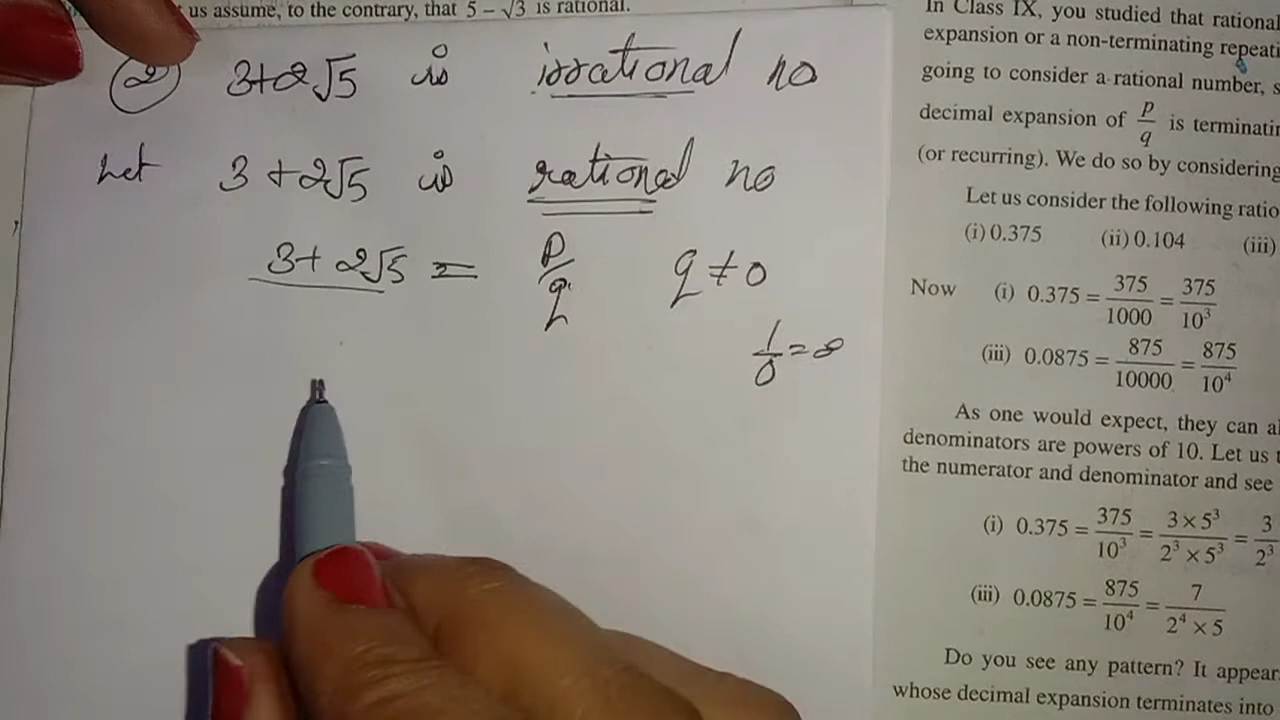 us assume, to the contrary, that 5 – √3 is rational.
② 3+2√5 is irrational no
Let 3+2√5 is rational no
3+2√5 = p/q q ≠ 0
1/0 = ∞
In Class IX, you studied that rational
expansion or a non-terminating repeati
going to consider a rational number, s
decimal expansion of p/q is terminatin
(or recurring). We do so by considering
Let us consider the following ratio
(i) 0.375 (ii) 0.104 (iii)
Now (i) 0.375 = 375/1000 = 375/10³
(iii) 0.0875 = 875/10000 = 875/10⁴
As one would expect, they can al
denominators are powers of 10. Let us t
the numerator and denominator and see
(i) 0.375 = 375/10³ = 3 × 5³/2³ × 5³ = 3/2³
(iii) 0.0875 = 875/10⁴ = 7/2⁴ × 5
Do you see any pattern? It appear
whose decimal expansion terminates into